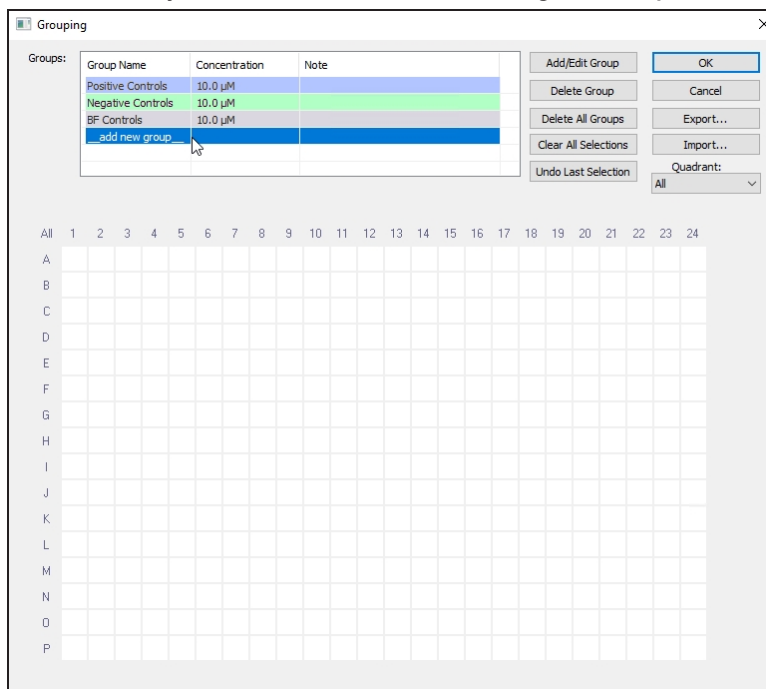 Grouping
Groups:
Group Name Concentration Note
Positive Controls 10.0 µM
Negative Controls 10.0 µM
BF Controls 10.0 µM
__add new group__
Add/Edit Group OK
Delete Group Cancel
Delete All Groups Export...
Clear All Selections Import...
Undo Last Selection Quadrant:
All
All 1 2 3 4 5 6 7 8 9 10 11 12 13 14 15 16 17 18 19 20 21 22 23 24
A
B
C
D
E
F
G
H
I
J
K
L
M
N
O
P